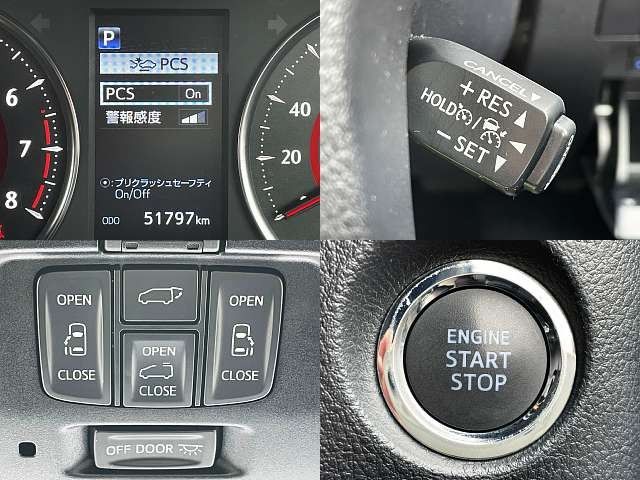 P
PCS
PCS On
警報感度
⦿:プリクラッシュセーフティ
On/Off
ODO 51797 km
6
7
8
40
20
CANCEL
+RES
HOLD /
-SET
OPEN
CLOSE
OPEN
CLOSE
OPEN
CLOSE
OFF DOOR
ENGINE
START
STOP